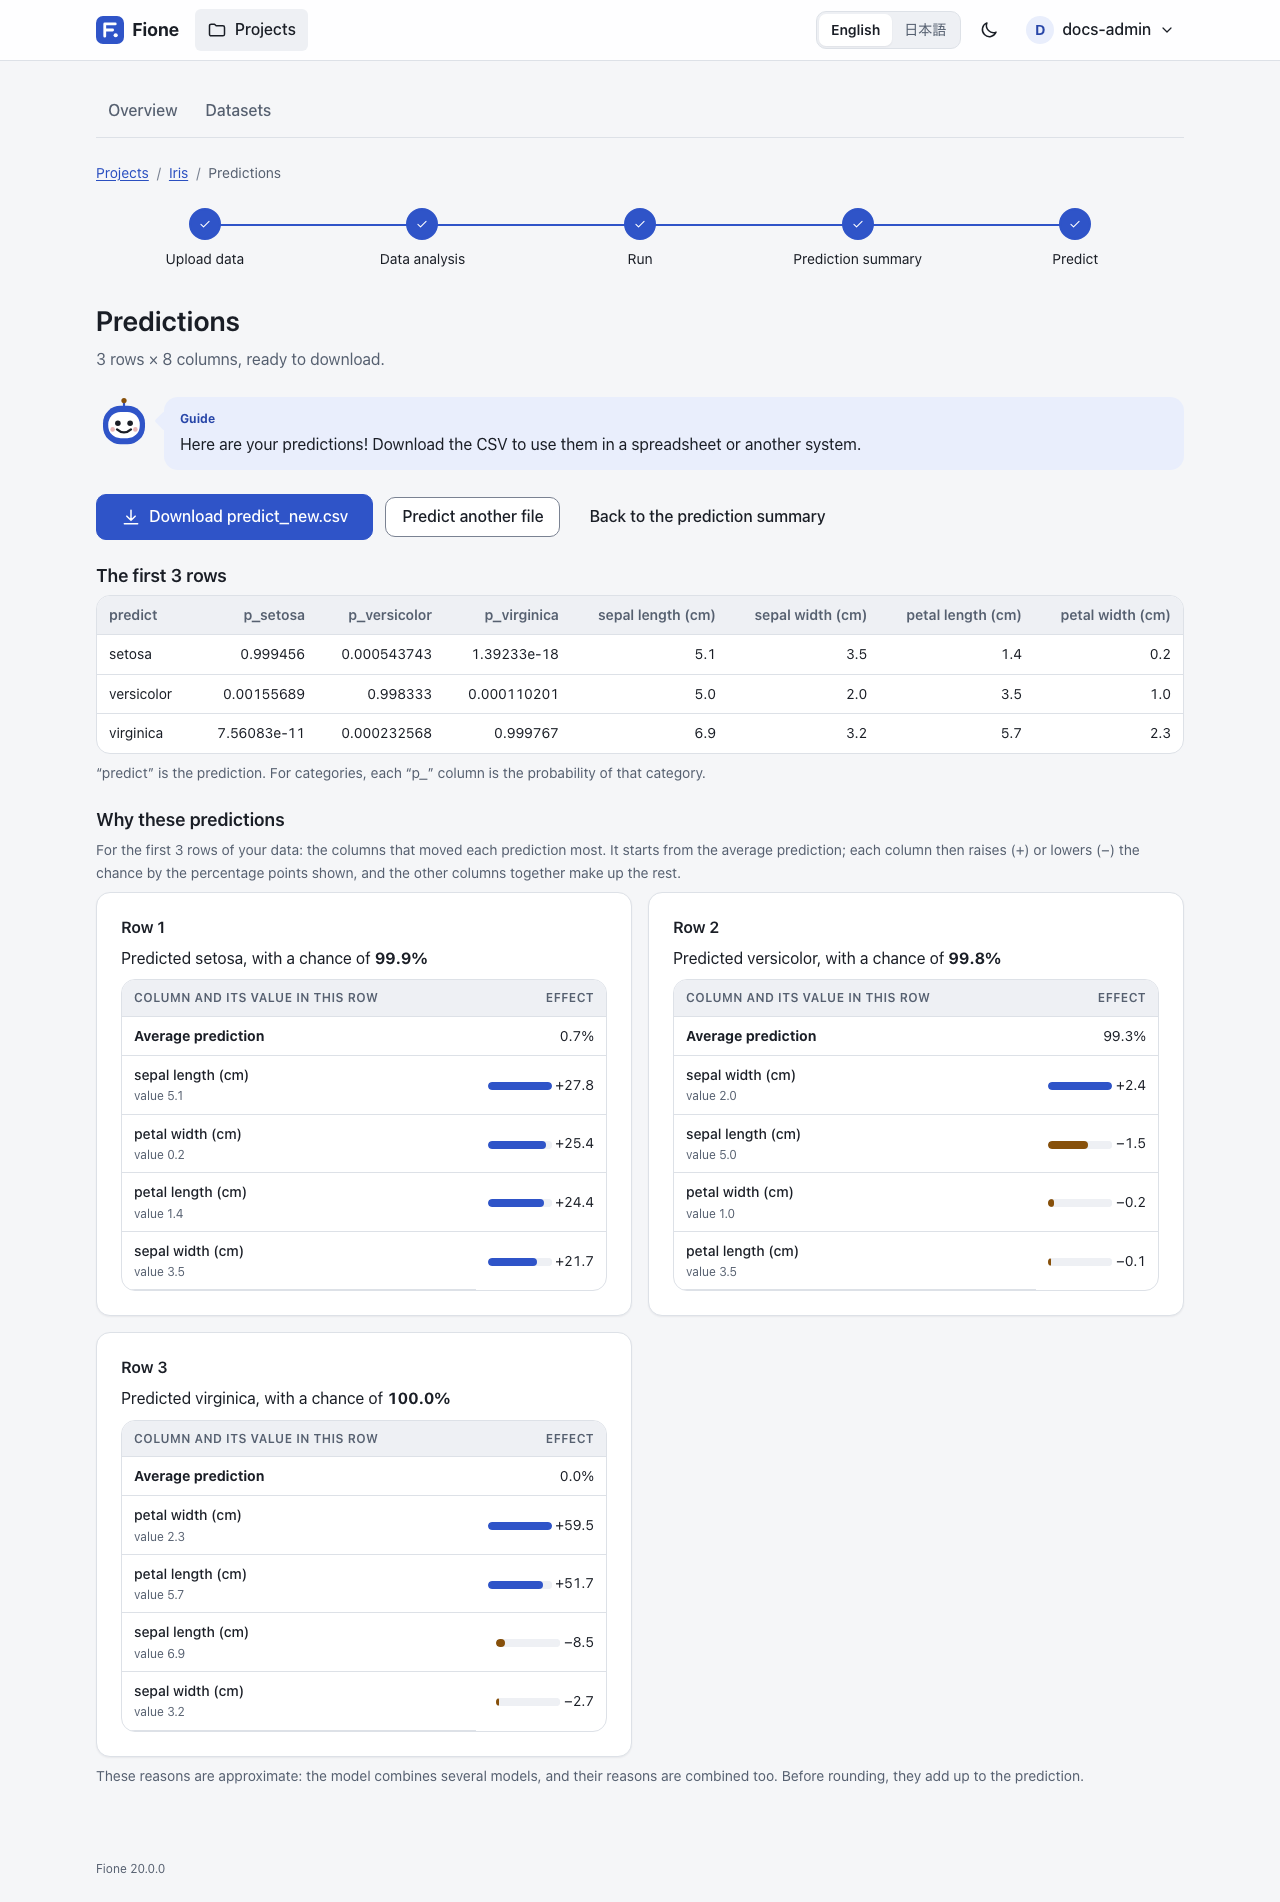 F. Fione Projects English 日本語 D docs-admin
Overview Datasets
Projects / Iris / Predictions
Upload data Data analysis Run Prediction summary Predict
Predictions
3 rows × 8 columns, ready to download.
Guide
Here are your predictions! Download the CSV to use them in a spreadsheet or another system.
Download predict_new.csv Predict another file Back to the prediction summary
The first 3 rows
predict p_setosa p_versicolor p_virginica sepal length (cm) sepal width (cm) petal length (cm) petal width (cm)
setosa 0.999456 0.000543743 1.39233e-18 5.1 3.5 1.4 0.2
versicolor 0.00155689 0.998333 0.000110201 5.0 2.0 3.5 1.0
virginica 7.56083e-11 0.000232568 0.999767 6.9 3.2 5.7 2.3
“predict” is the prediction. For categories, each “p_” column is the probability of that category.
Why these predictions
For the first 3 rows of your data: the columns that moved each prediction most. It starts from the average prediction; each column then raises (+) or lowers (−) the
chance by the percentage points shown, and the other columns together make up the rest.
Row 1
Predicted setosa, with a chance of 99.9%
COLUMN AND ITS VALUE IN THIS ROW EFFECT
Average prediction 0.7%
sepal length (cm)
value 5.1 +27.8
petal width (cm)
value 0.2 +25.4
petal length (cm)
value 1.4 +24.4
sepal width (cm)
value 3.5 +21.7
Row 2
Predicted versicolor, with a chance of 99.8%
COLUMN AND ITS VALUE IN THIS ROW EFFECT
Average prediction 99.3%
sepal width (cm)
value 2.0 +2.4
sepal length (cm)
value 5.0 −1.5
petal width (cm)
value 1.0 −0.2
petal length (cm)
value 3.5 −0.1
Row 3
Predicted virginica, with a chance of 100.0%
COLUMN AND ITS VALUE IN THIS ROW EFFECT
Average prediction 0.0%
petal width (cm)
value 2.3 +59.5
petal length (cm)
value 5.7 +51.7
sepal length (cm)
value 6.9 −8.5
sepal width (cm)
value 3.2 −2.7
These reasons are approximate: the model combines several models, and their reasons are combined too. Before rounding, they add up to the prediction.
Fione 20.0.0